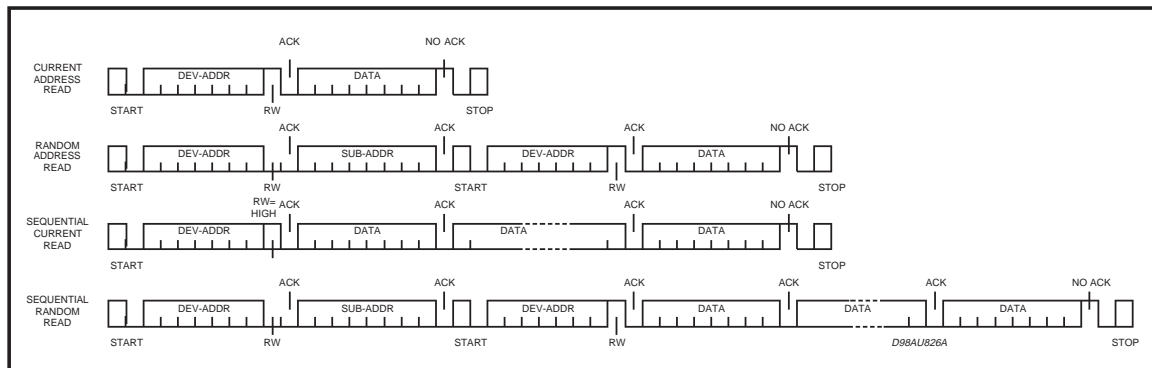 ACK NO ACK
CURRENT
ADDRESS
READ
DEV-ADDR DATA
START RW STOP
ACK ACK ACK NO ACK
RANDOM
ADDRESS
READ
DEV-ADDR SUB-ADDR DEV-ADDR DATA
START RW START RW STOP
RW=
HIGH
ACK ACK ACK NO ACK
SEQUENTIAL
CURRENT
READ
DEV-ADDR DATA DATA DATA
START STOP
ACK ACK ACK ACK ACK NO ACK
SEQUENTIAL
RANDOM
READ
DEV-ADDR SUB-ADDR DEV-ADDR DATA DATA DATA
START RW START RW D98AU826A STOP